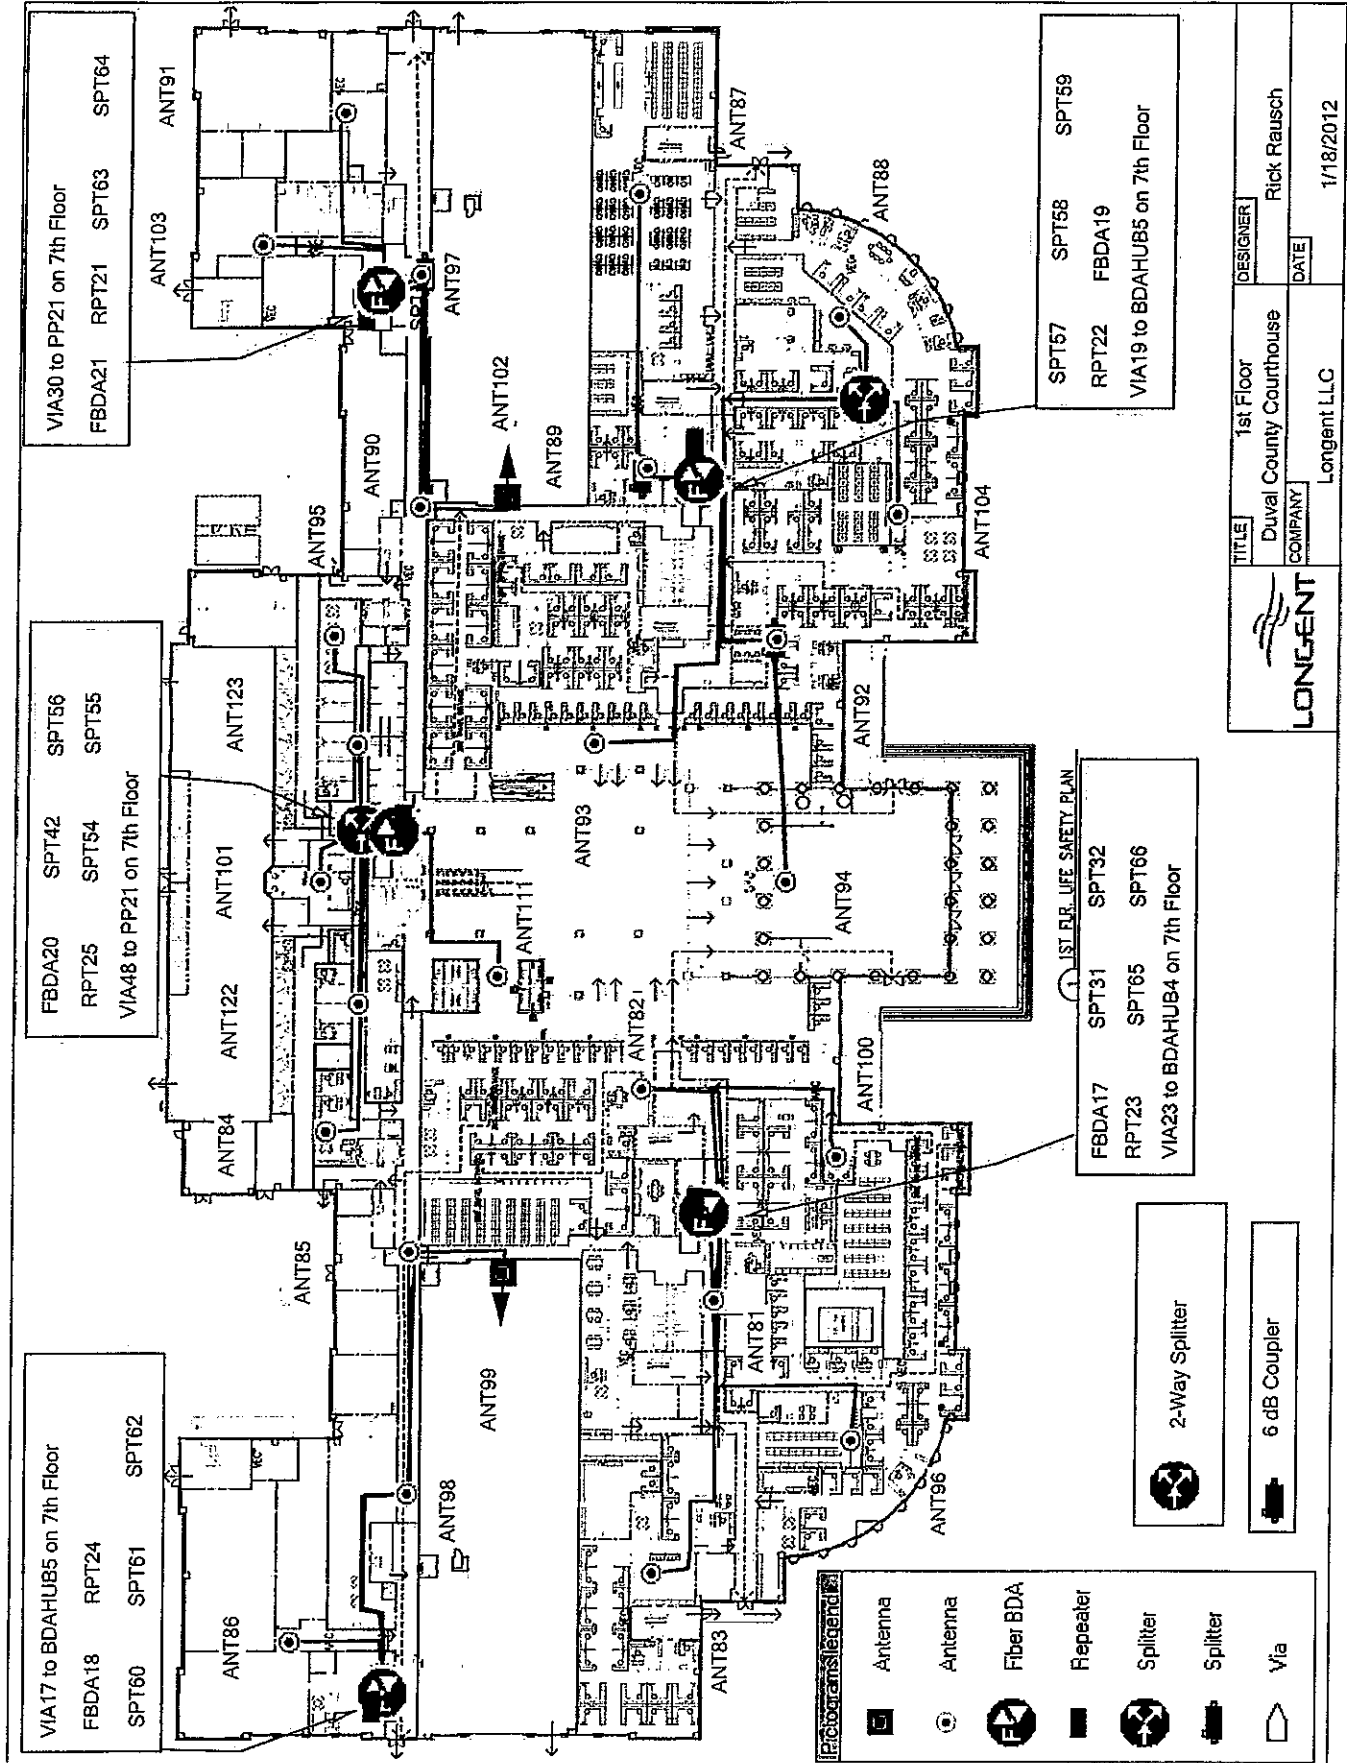 VIA17 to BDAHUB5 on 7th Floor
FBDA18 RPT24
SPT60 SPT61 SPT62
FBDA20 SPT42 SPT56
RPT25 SPT54 SPT55
VIA48 to PP21 on 7th Floor
VIA30 to PP21 on 7th Floor
FBDA21 RPT21 SPT63 SPT64
ANT86
ANT85
ANT84
ANT122
ANT101
ANT123
ANT95
ANT90
ANT103
ANT91
ANT98
ANT99
ANT97
ANT102
ANT89
ANT111
ANT93
ANT82
ANT83
ANT81
ANT96
ANT100
ANT94
ANT92
ANT87
ANT88
ANT104
1 1ST FLR LIFE SAFETY PLAN
FBDA17 SPT31 SPT32
RPT23 SPT65 SPT66
VIA23 to BDAHUB4 on 7th Floor
SPT57 SPT58 SPT59
RPT22 FBDA19
VIA19 to BDAHUB5 on 7th Floor
Pictogramslegende
Antenna
Antenna
Fiber BDA
Repeater
Splitter
Splitter
Via
2-Way Splitter
6 dB Coupler
LONGENT
TITLE
1st Floor
Duval County Courthouse
COMPANY
Longent LLC
DESIGNER
Rick Rausch
DATE
1/18/2012